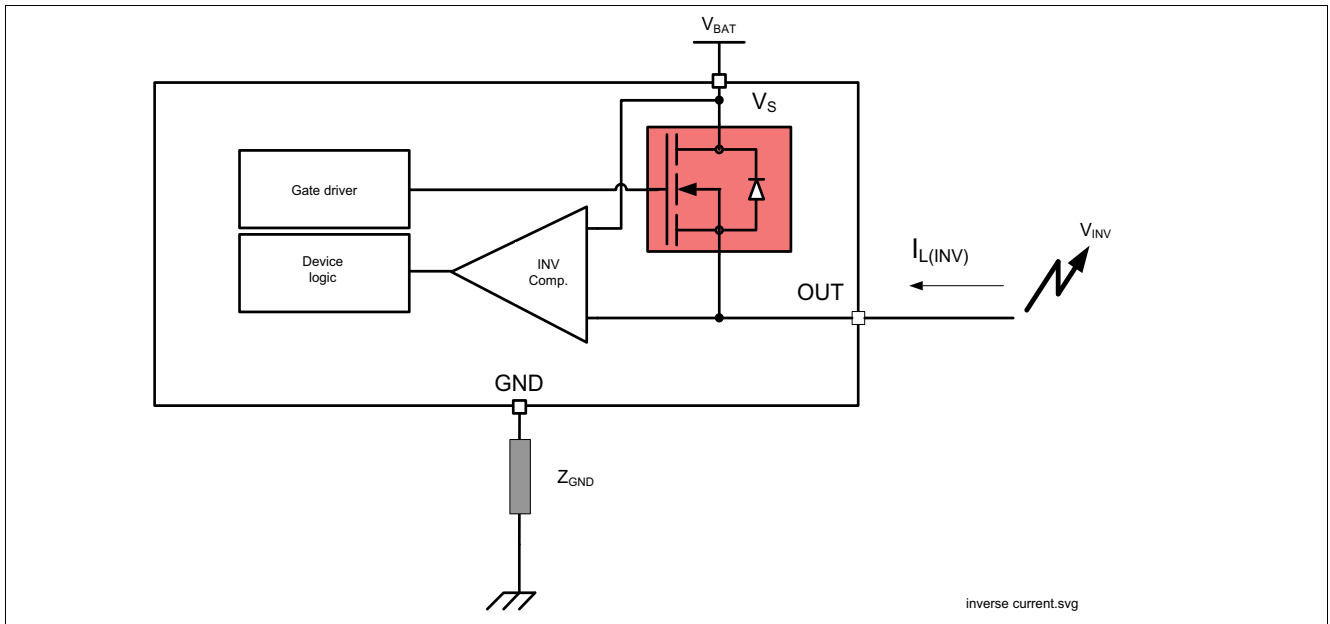 VBAT
VS
Gate driver
Device
logic
INV
Comp.
IL(INV)
VINV
OUT
GND
ZGND
inverse current.svg